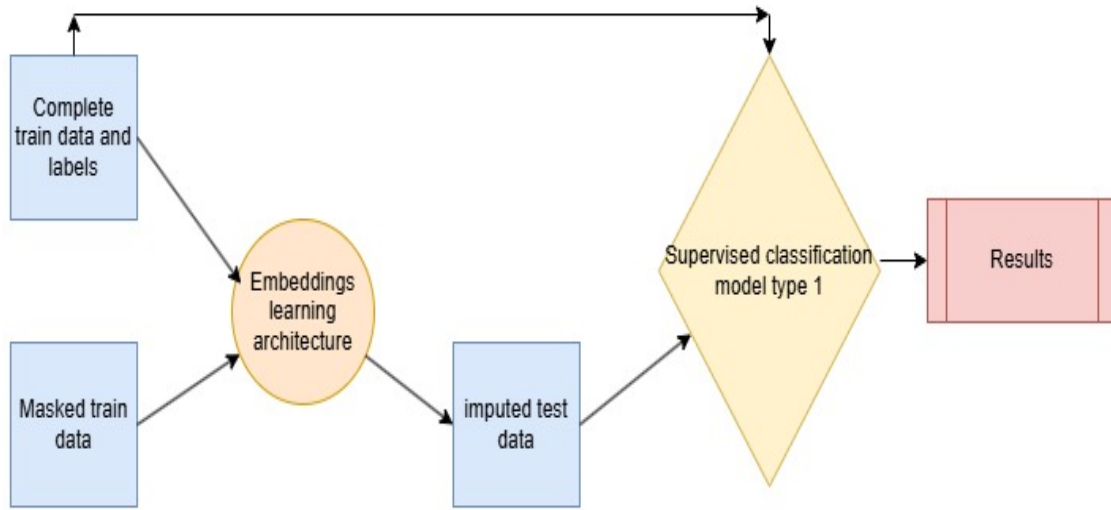 Complete
train data and
labels
Embeddings
learning
architecture
Masked train
data
imputed test
data
Supervised classification
model type 1
Results